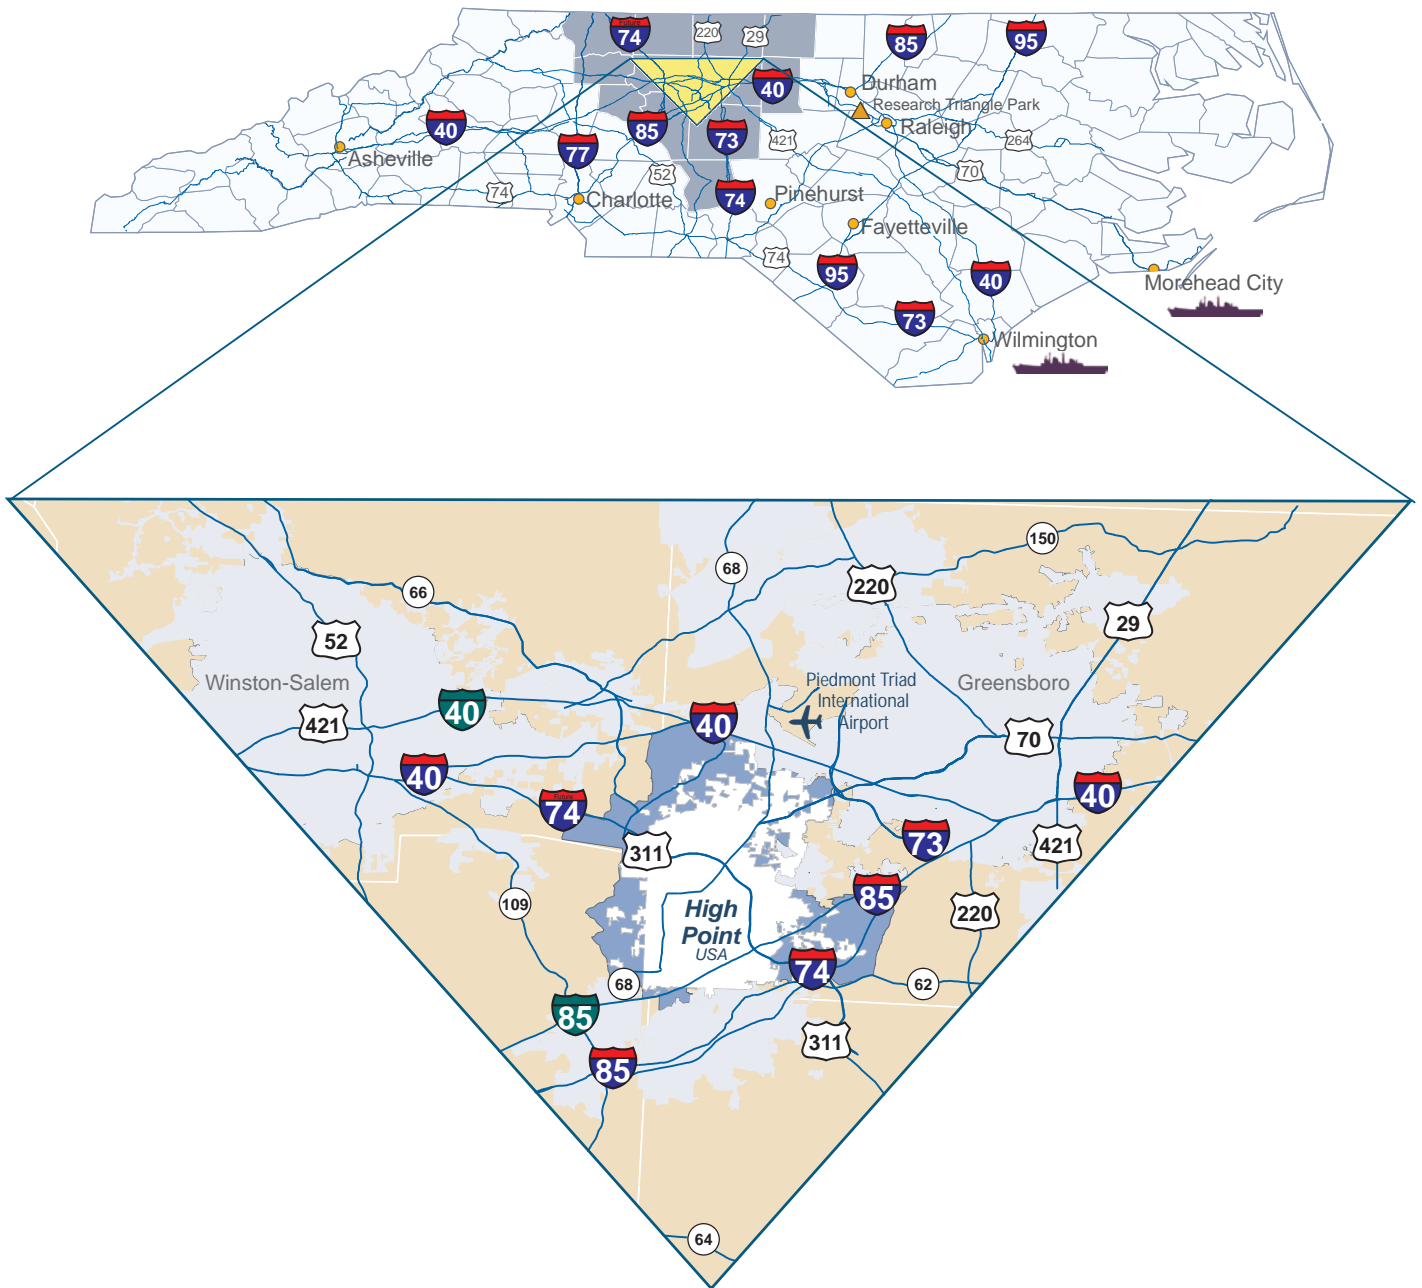 Future
74
220
29
85
95
40
Durham
Research Triangle Park
Raleigh
40
85
73
421
264
77
Asheville
52
70
74
Charlotte
74
Pinehurst
Fayetteville
74
95
40
Morehead City
73
Wilmington
150
68
220
66
29
52
Winston-Salem
Piedmont Triad
International
Airport
Greensboro
40
421
40
70
40
Future
74
40
73
311
421
85
109
High
Point
USA
220
74
68
62
85
311
85
64